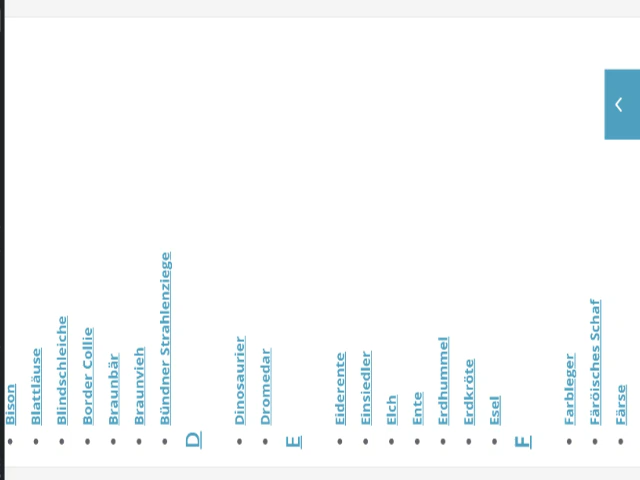 Bison
Blattläuse
Blindschleiche
Border Collie
Braunbär
Braunvieh
Bündner Strahlenziege
D
Dinosaurier
Dromedar
E
Eiderente
Einsiedler
Elch
Ente
Erdhummel
Erdkröte
Esel
F
Farbleger
Färöisches Schaf
Färse